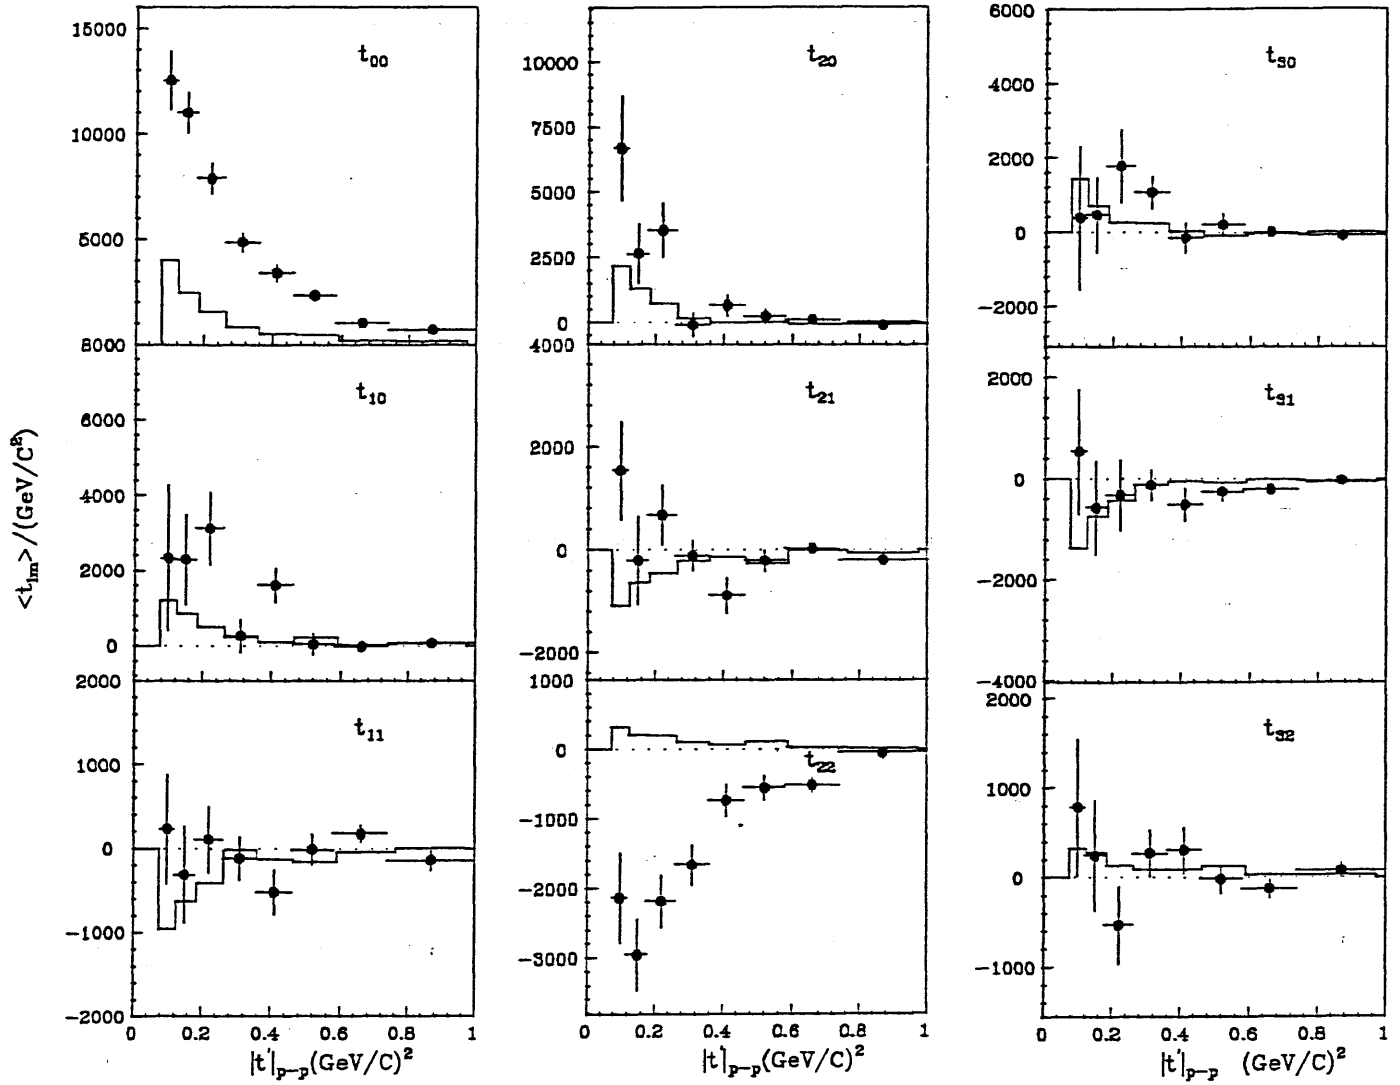 <t_lm>/(GeV/C²)
15000
10000
5000
t₀₀
8000
6000
4000
2000
0
t₁₀
2000
1000
0
-1000
-2000
t₁₁
0 0.2 0.4 0.6 0.8 1
|t'|p-p(GeV/C)²
10000
7500
5000
2500
0
t₂₀
4000
2000
0
-2000
t₂₁
1000
0
-1000
-2000
-3000
t₂₂
0 0.2 0.4 0.6 0.8 1
|t'|p-p(GeV/C)²
6000
4000
2000
0
-2000
t₃₀
2000
0
-2000
-4000
t₃₁
2000
1000
0
-1000
t₃₂
0 0.2 0.4 0.6 0.8 1
|t'|p-p (GeV/C)²